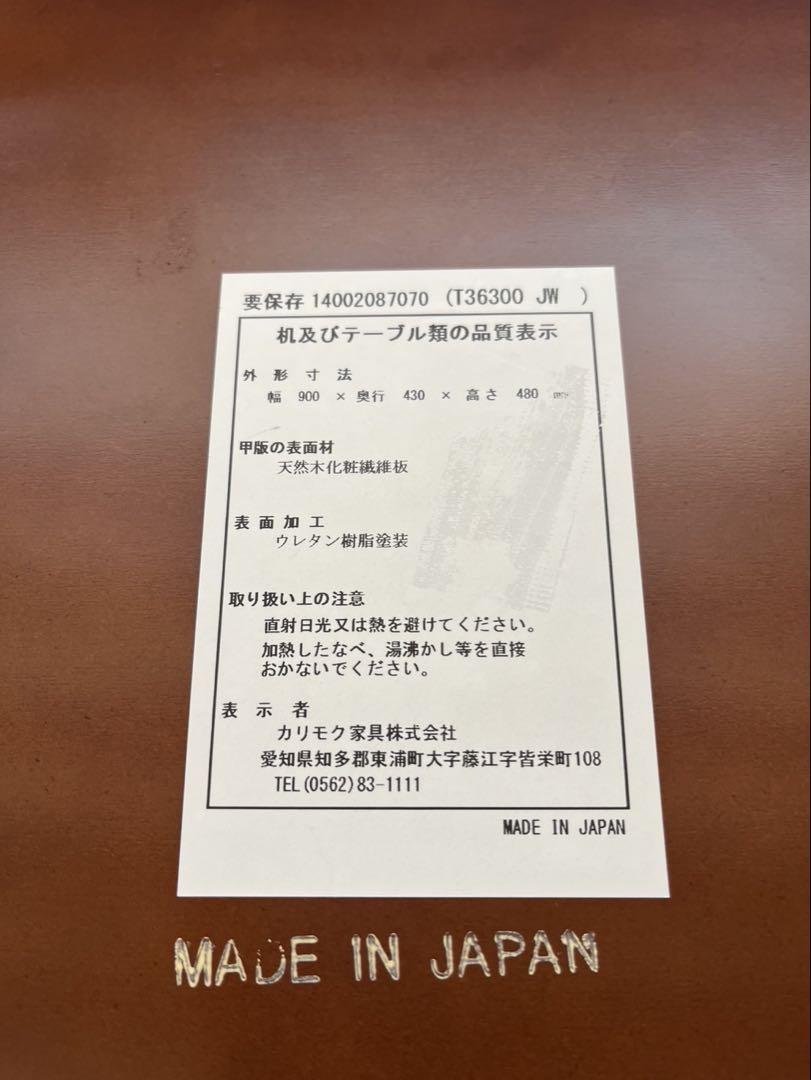 要保存 14002087070 (T36300 JW )
机及びテーブル類の品質表示
外形寸法
幅 900 × 奥行 430 × 高さ 480 mm
甲版の表面材
天然木化粧繊維板
表面加工
ウレタン樹脂塗装
取り扱い上の注意
直射日光又は熱を避けてください。
加熱したなべ、湯沸かし等を直接
おかないでください。
表示者
カリモク家具株式会社
愛知県知多郡東浦町大字藤江字皆栄町108
TEL(0562)83-1111
MADE IN JAPAN
MADE IN JAPAN